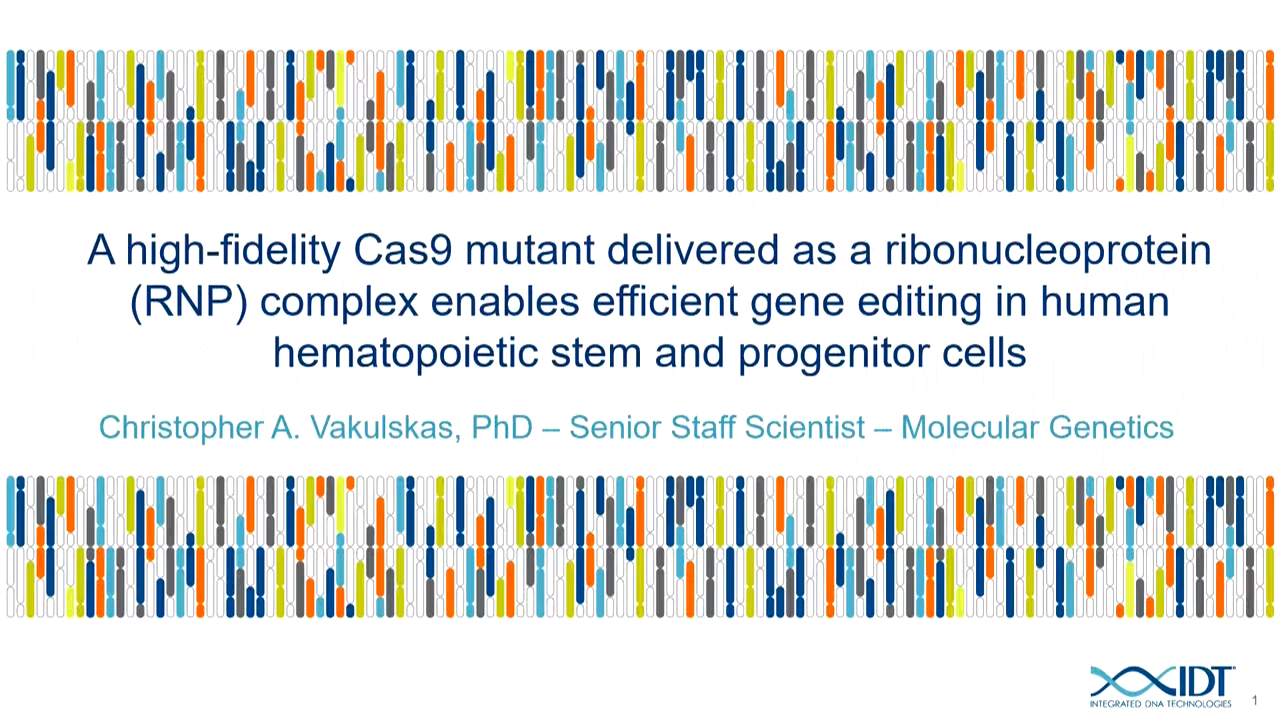 A high-fidelity Cas9 mutant delivered as a ribonucleoprotein
(RNP) complex enables efficient gene editing in human
hematopoietic stem and progenitor cells
Christopher A. Vakulskas, PhD – Senior Staff Scientist – Molecular Genetics
IDT
INTEGRATED DNA TECHNOLOGIES
1